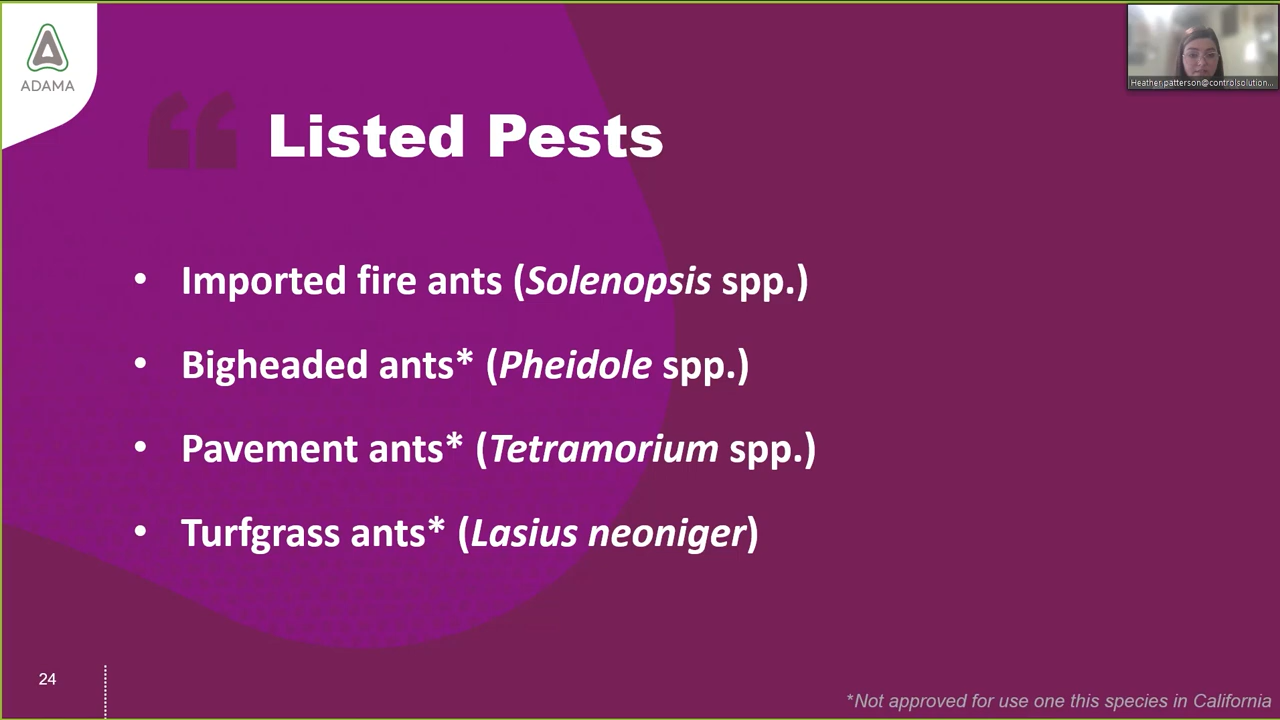 ADAMA
Heather.patterson@controlsolution...
“ Listed Pests
• Imported fire ants (Solenopsis spp.)
• Bigheaded ants* (Pheidole spp.)
• Pavement ants* (Tetramorium spp.)
• Turfgrass ants* (Lasius neoniger)
24
*Not approved for use one this species in California